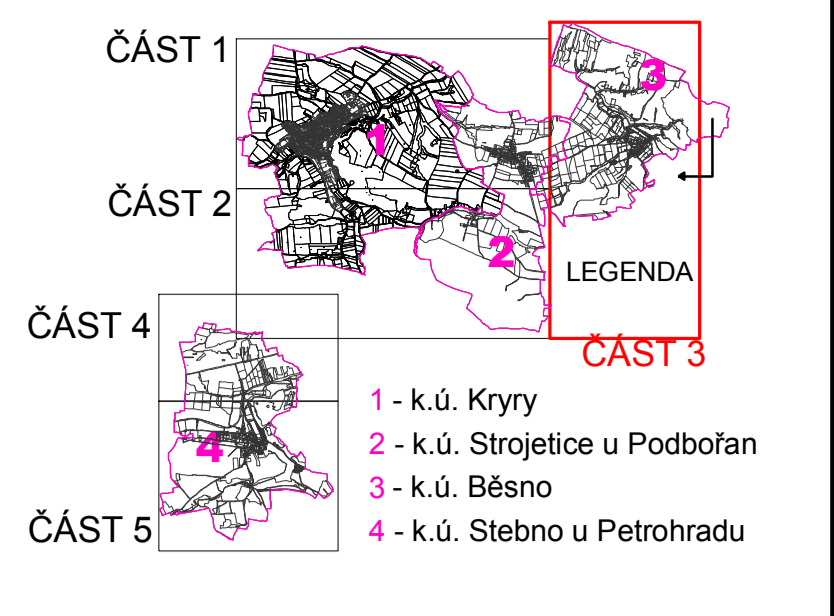 ČÁST 1
3
1
ČÁST 2
2
LEGENDA
ČÁST 4
ČÁST 3
1 - k.ú. Kryry
2 - k.ú. Strojetice u Podbořan
4
3 - k.ú. Běsno
ČÁST 5
4 - k.ú. Stebno u Petrohradu